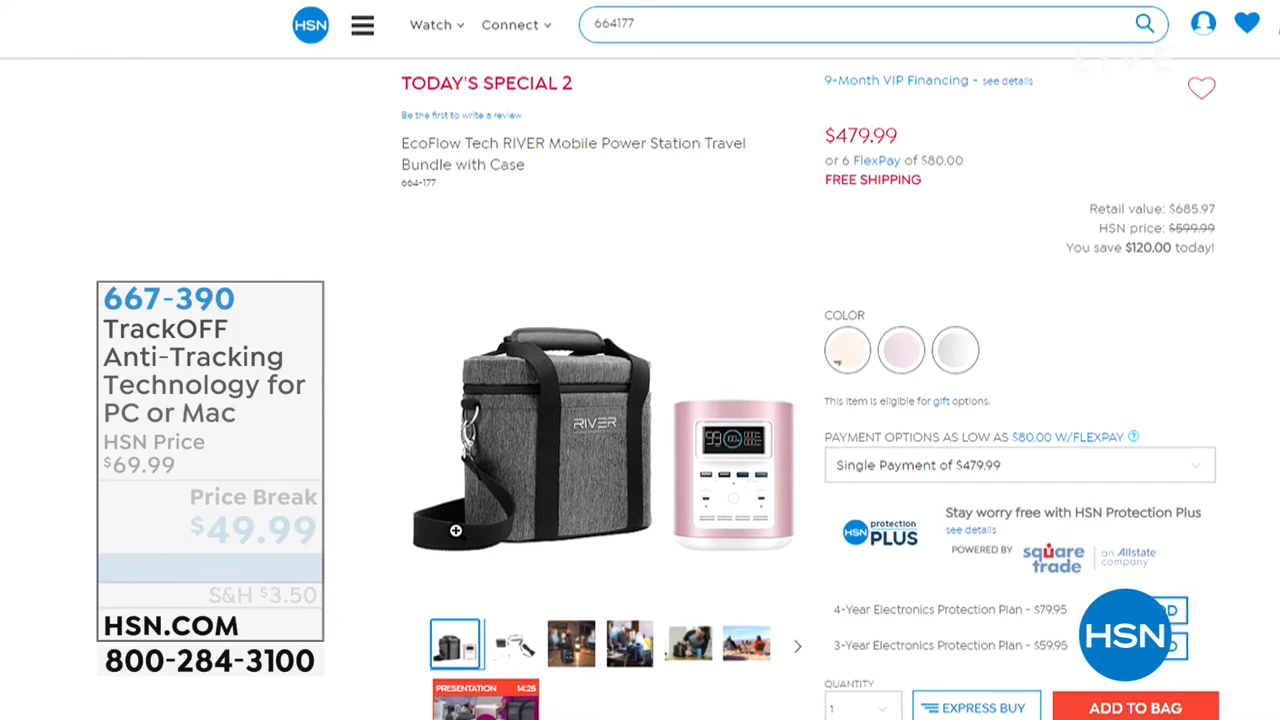 HSN
Watch
Connect
664177
LIVE
TODAY'S SPECIAL 2
Be the first to write a review
EcoFlow Tech RIVER Mobile Power Station Travel
Bundle with Case
664-177
9-Month VIP Financing - see details
$479.99
or 6 FlexPay of $80.00
FREE SHIPPING
Retail value: $685.97
HSN price: $599.99
You save $120.00 today!
667-390
TrackOFF
Anti-Tracking
Technology for
PC or Mac
HSN Price
$69.99
Price Break
$49.99
S&H $3.50
HSN.COM
800-284-3100
RIVER
COLOR
This item is eligible for gift options.
PAYMENT OPTIONS AS LOW AS $80.00 W/FLEXPAY ?
Single Payment of $479.99
HSN protection PLUS
Stay worry free with HSN Protection Plus
see details
POWERED BY square trade an Allstate company
4-Year Electronics Protection Plan - $79.95
3-Year Electronics Protection Plan - $59.95
HSN
QUANTITY
1
EXPRESS BUY
ADD TO BAG
PRESENTATION 14:26